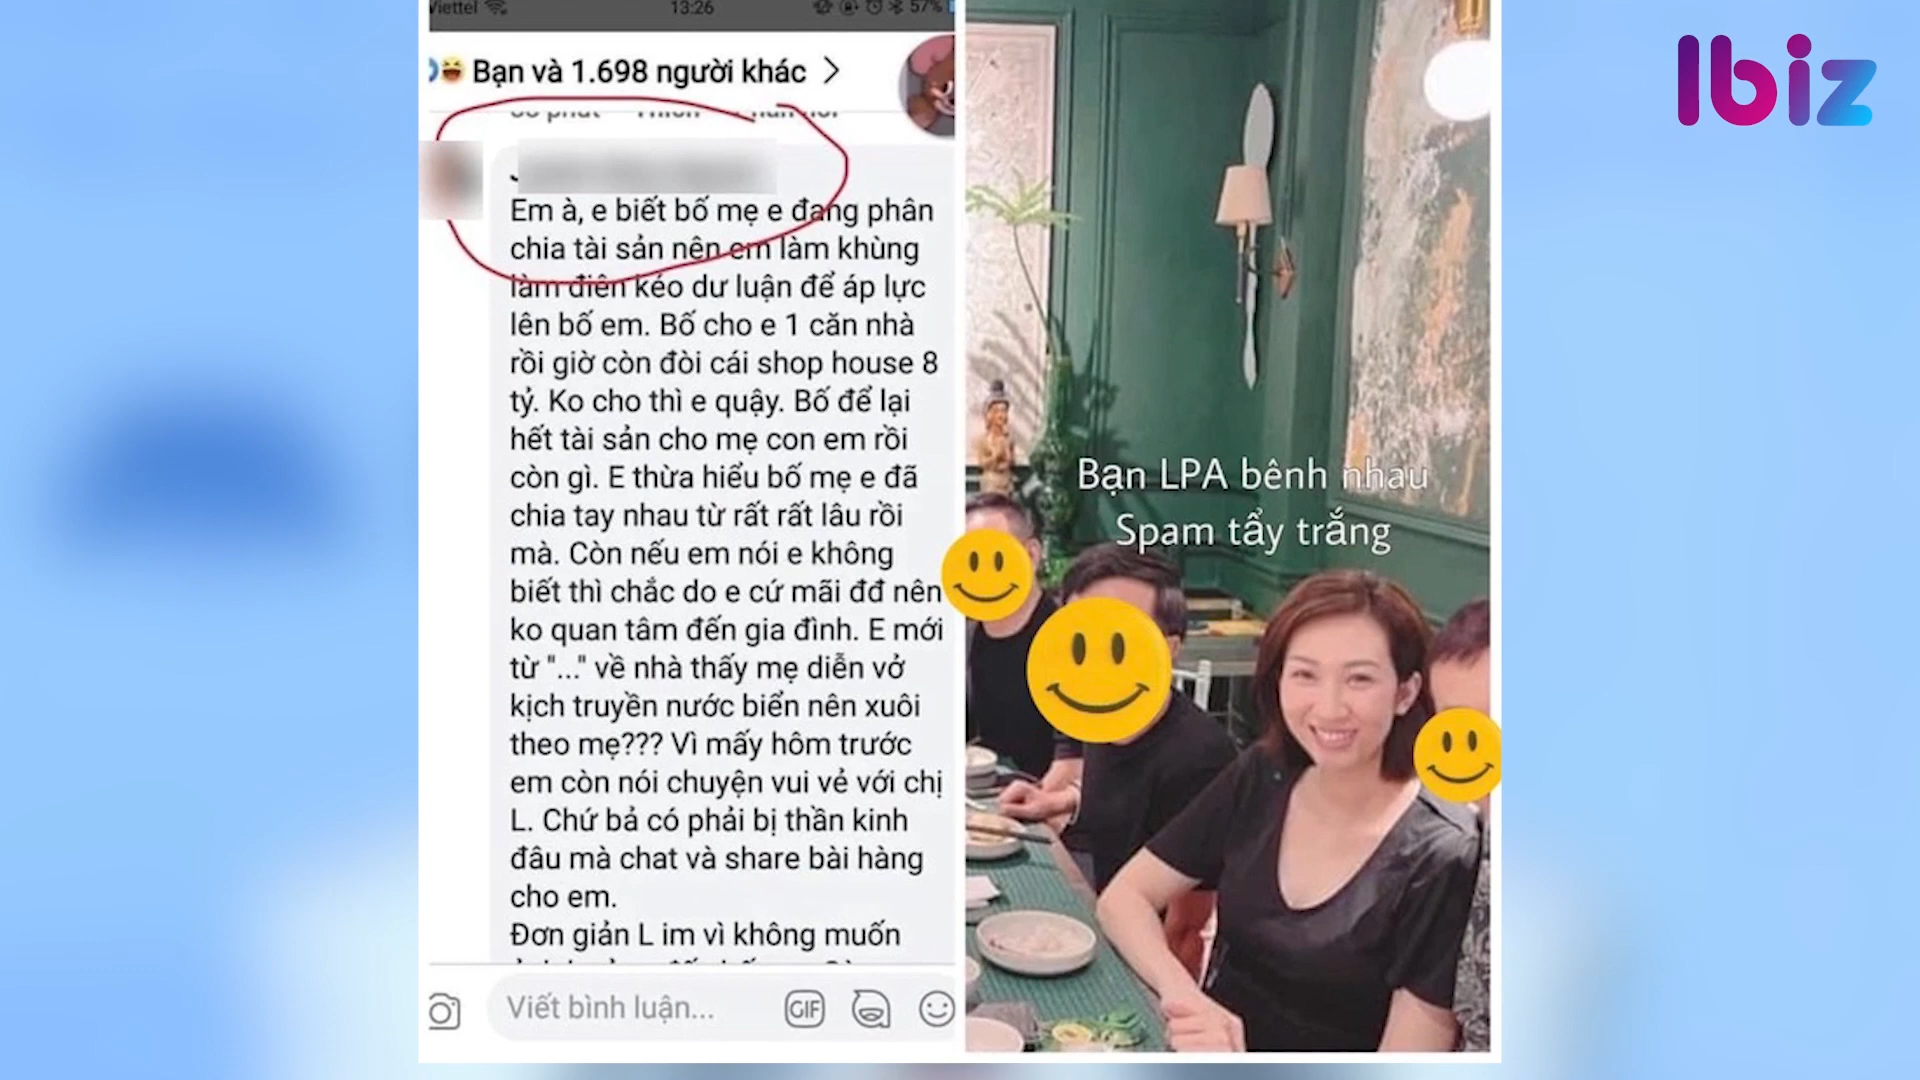 Viettel
13:26
57%
Bạn và 1.698 người khác
Em à, e biết bố mẹ e đang phân
chia tài sản nên em làm khùng
làm điên kéo dư luận để áp lực
lên bố em. Bố cho e 1 căn nhà
rồi giờ còn đòi cái shop house 8
tỷ. Ko cho thì e quậy. Bố để lại
hết tài sản cho mẹ con em rồi
còn gì. E thừa hiểu bố mẹ e đã
chia tay nhau từ rất rất lâu rồi
mà. Còn nếu em nói e không
biết thì chắc do e cứ mãi đđ nên
ko quan tâm đến gia đình. E mới
từ "..." về nhà thấy mẹ diễn vở
kịch truyền nước biển nên xuôi
theo mẹ??? Vì mấy hôm trước
em còn nói chuyện vui vẻ với chị
L. Chứ bả có phải bị thần kinh
đâu mà chat và share bài hàng
cho em.
Đơn giản L im vì không muốn
Viết bình luận...
GIF
Bạn LPA bênh nhau
Spam tẩy trắng
Ibiz